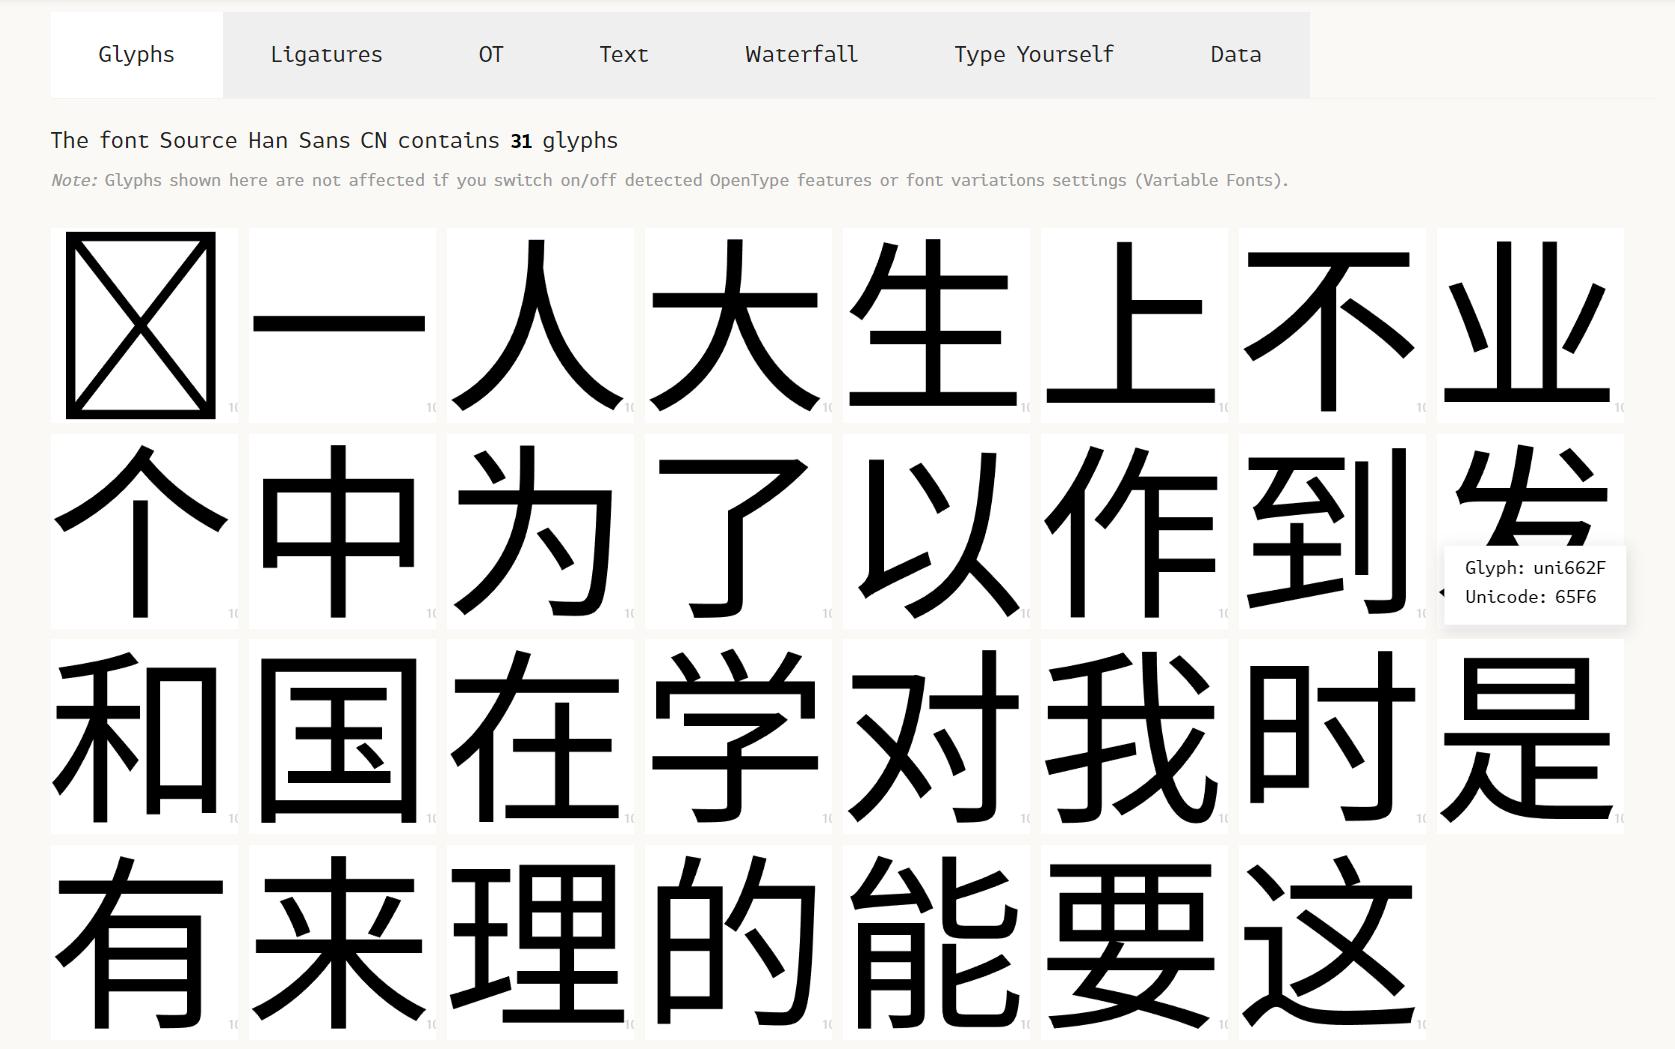 Glyphs Ligatures OT Text Waterfall Type Yourself Data
The font Source Han Sans CN contains 31 glyphs
Note: Glyphs shown here are not affected if you switch on/off detected OpenType features or font variations settings (Variable Fonts).
一 人 大 生 上 不 业
个 中 为 了 以 作 到 发
Glyph: uni662F
Unicode: 65F6
和 国 在 学 对 我 时 是
有 来 理 的 能 要 这